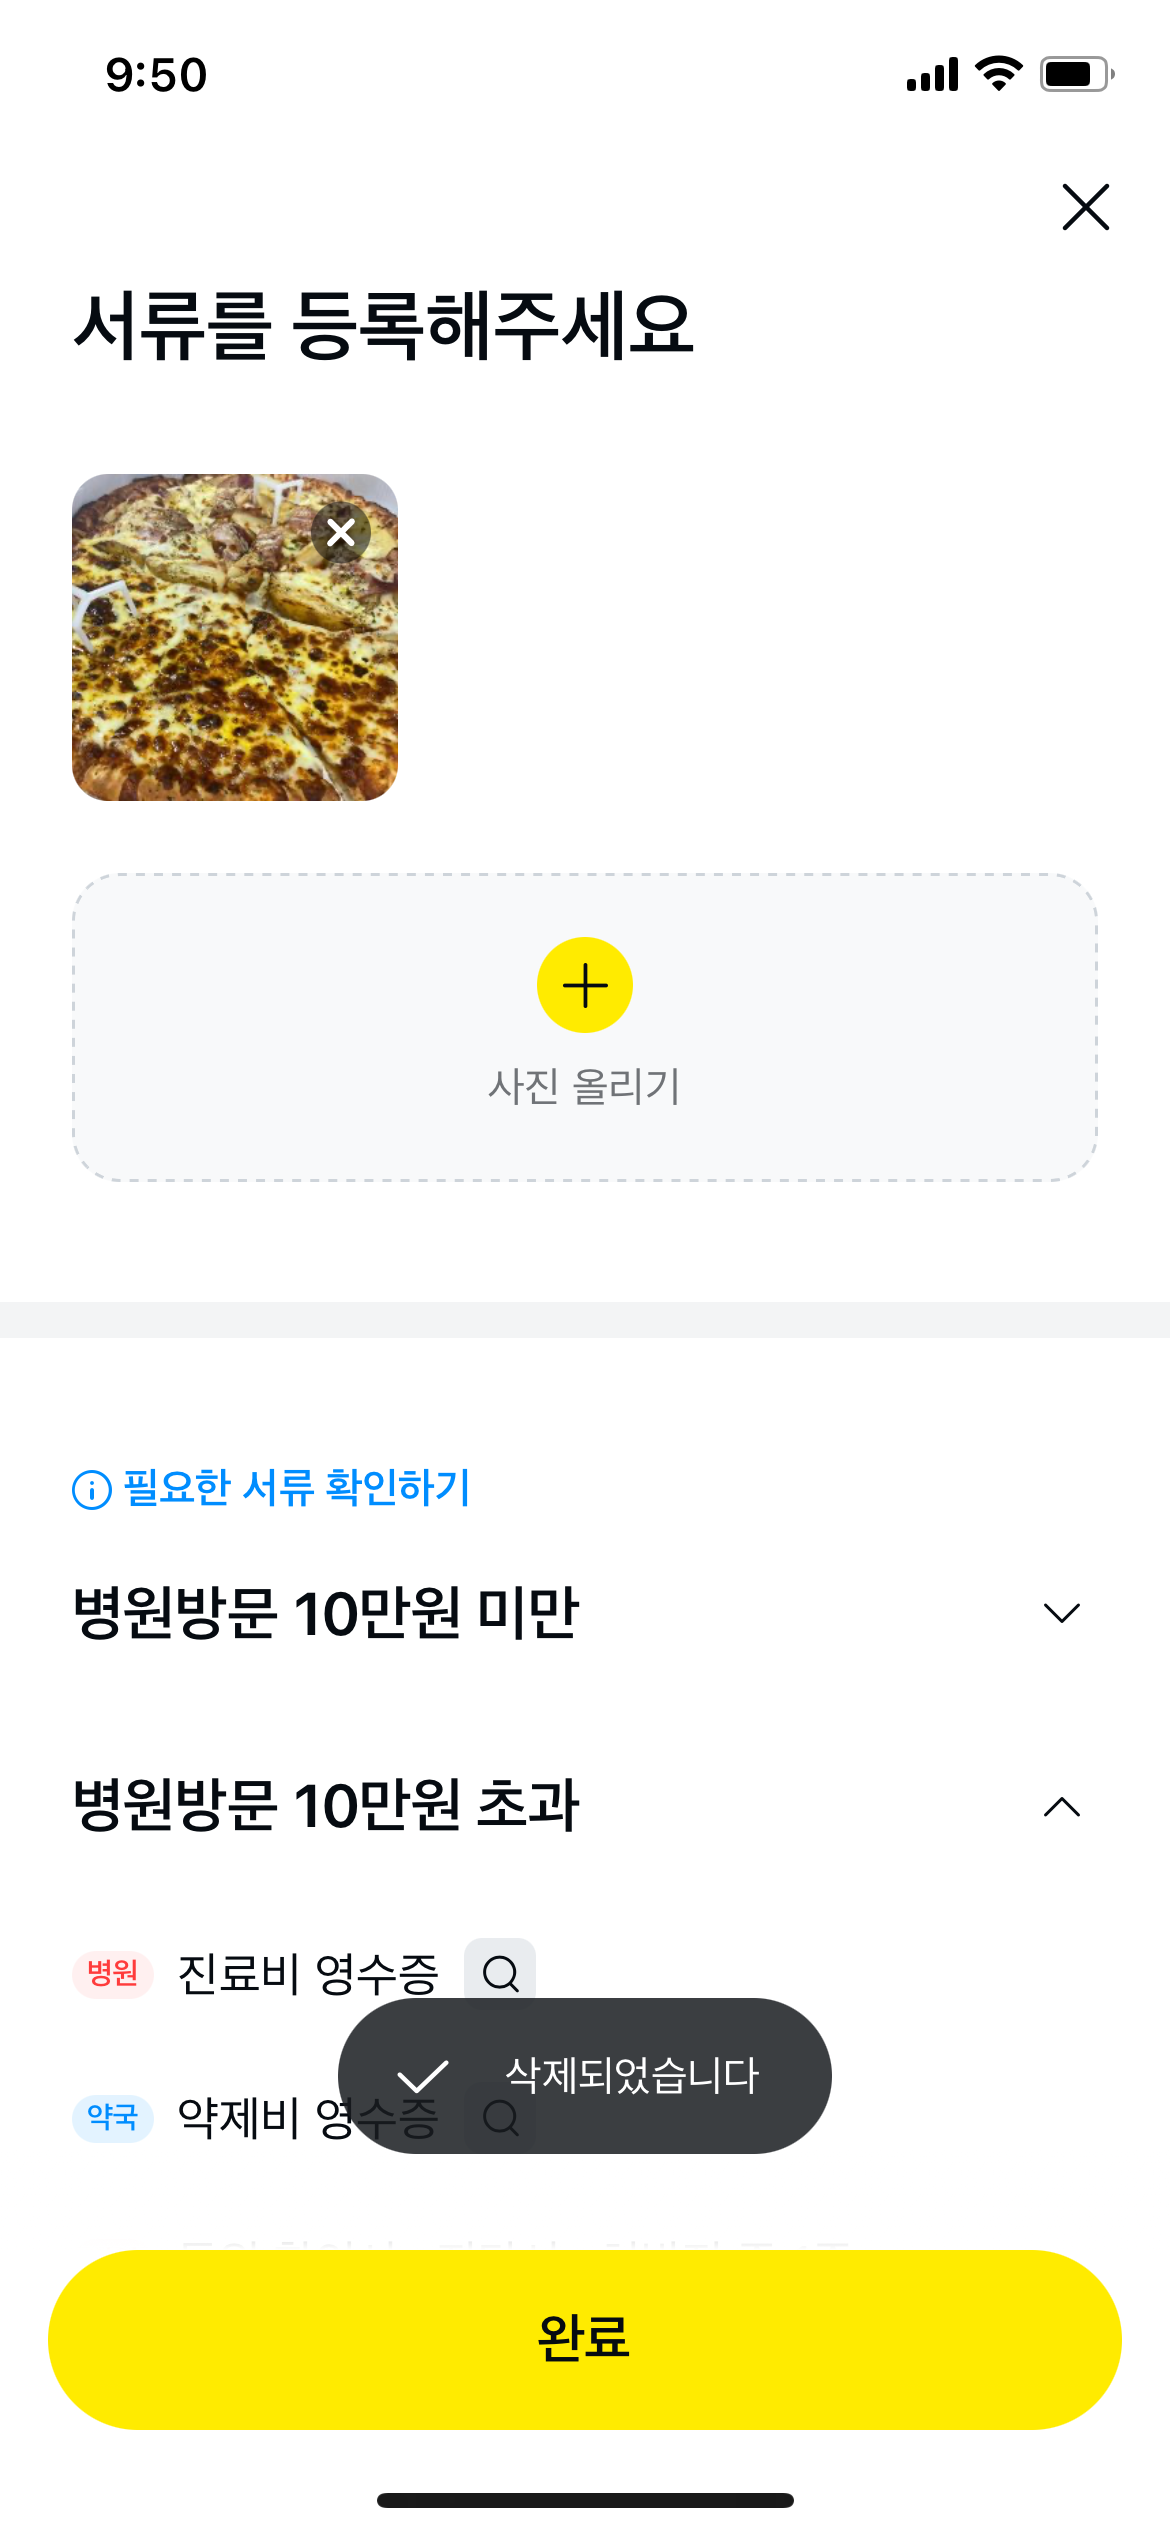 9:50
서류를 등록해주세요
사진 올리기
필요한 서류 확인하기
병원방문 10만원 미만
병원방문 10만원 초과
병원 진료비 영수증
삭제되었습니다
약국 약제비 영수증
완료